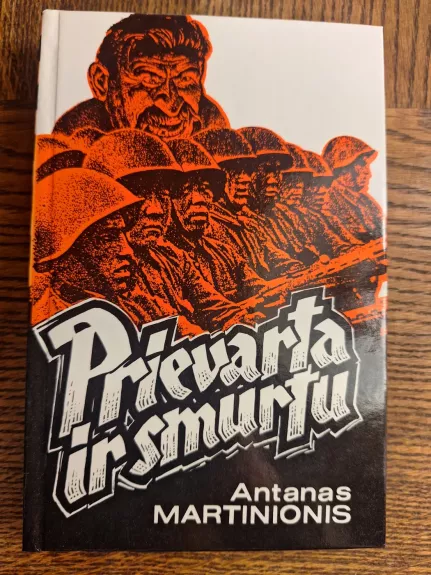 Prievarta
ir smurtu
Antanas
MARTINIONIS